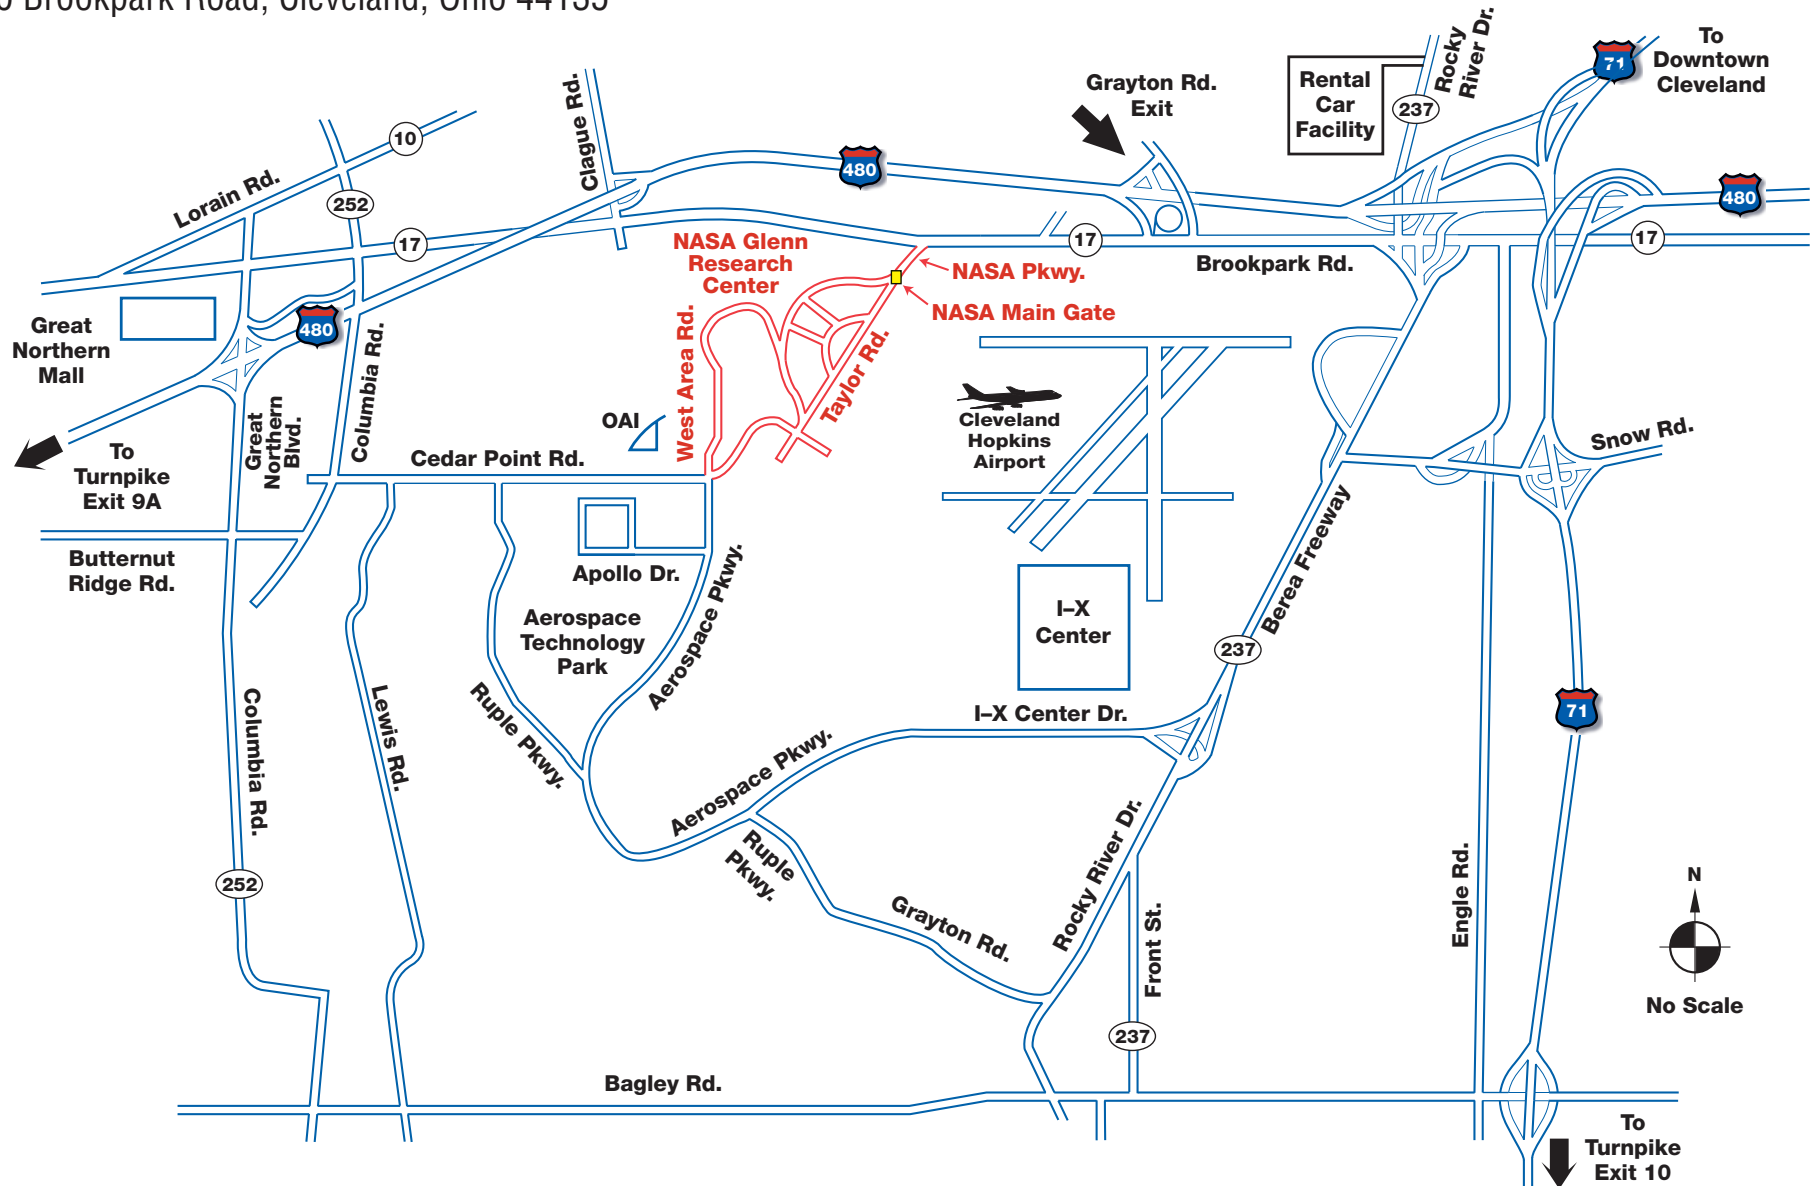 Brookpark Road, Cleveland, Ohio 44135
Rocky
River Dr.
71
To
Downtown
Cleveland
Grayton Rd.
Exit
Rental
Car
Facility
237
Clague Rd.
10
480
480
Lorain Rd.
252
17
17
17
NASA Glenn
Research
Center
NASA Pkwy.
Brookpark Rd.
NASA Main Gate
Great
Northern
Mall
480
Columbia Rd.
West Area Rd.
Taylor Rd.
Cleveland
Hopkins
Airport
OAI
Great
Northern
Blvd.
Snow Rd.
To
Turnpike
Exit 9A
Cedar Point Rd.
Butternut
Ridge Rd.
Apollo Dr.
Aerospace Pkwy.
Aerospace
Technology
Park
I–X
Center
Berea Freeway
237
Columbia Rd.
Lewis Rd.
Ruple Pkwy.
I–X Center Dr.
71
Aerospace Pkwy.
Ruple
Pkwy.
Rocky River Dr.
252
Grayton Rd.
Front St.
Engle Rd.
N
No Scale
237
Bagley Rd.
To
Turnpike
Exit 10